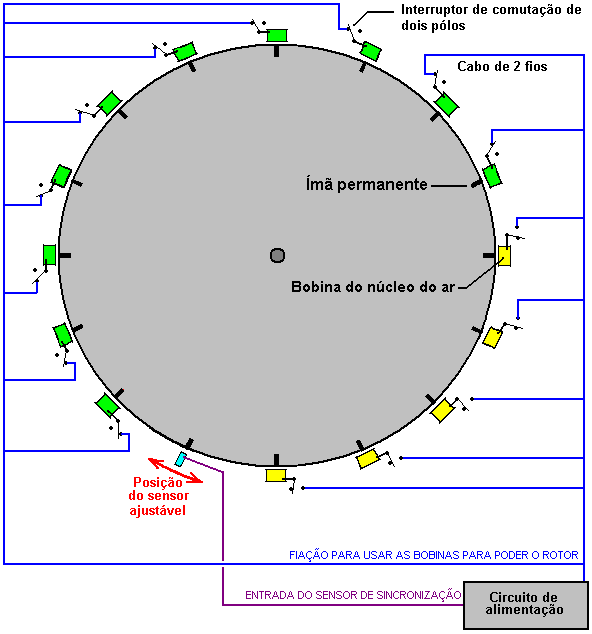 Interruptor de comutação de
dois pólos
Cabo de 2 fios
Ímã permanente
Bobina do núcleo do ar
Posição
do sensor
ajustável
FIAÇÃO PARA USAR AS BOBINAS PARA PODER O ROTOR
ENTRADA DO SENSOR DE SINCRONIZAÇÃO
Circuito de
alimentação